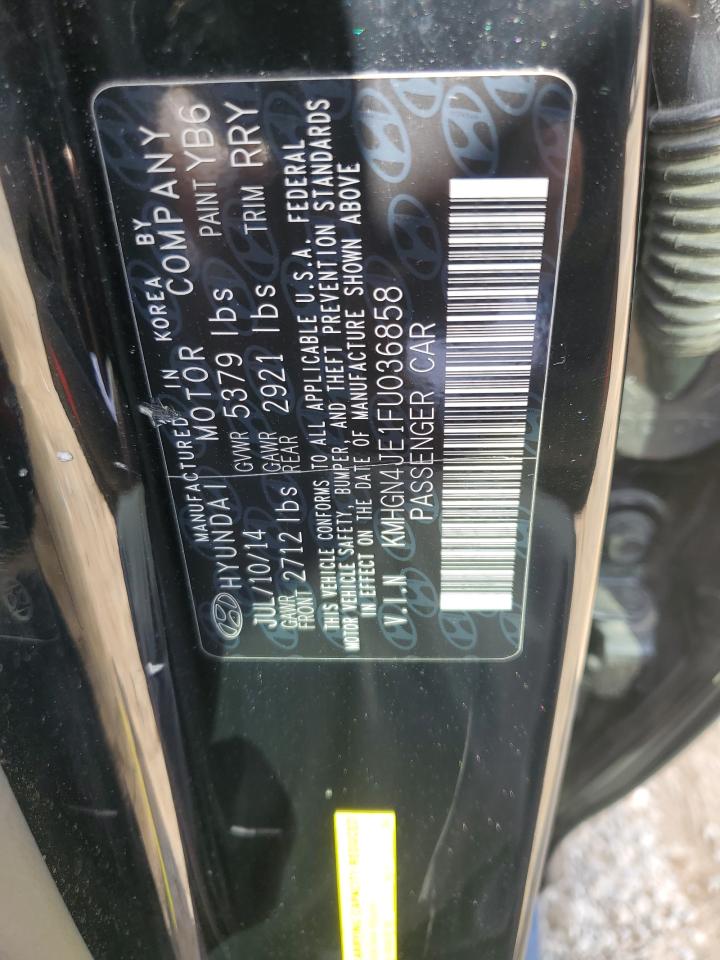 MANUFACTURED IN KOREA BY
HYUNDAI MOTOR COMPANY
JUL/10/14 GVWR 5379 lbs PAINT YB6
GAWR FRONT 2712 lbs GAWR REAR 2921 lbs TRIM RRY
THIS VEHICLE CONFORMS TO ALL APPLICABLE U.S.A. FEDERAL
MOTOR VEHICLE SAFETY, BUMPER, AND THEFT PREVENTION STANDARDS
IN EFFECT ON THE DATE OF MANUFACTURE SHOWN ABOVE
V.I.N KMHGN4JE1FU036858
PASSENGER CAR
CAPACITY REDUCED